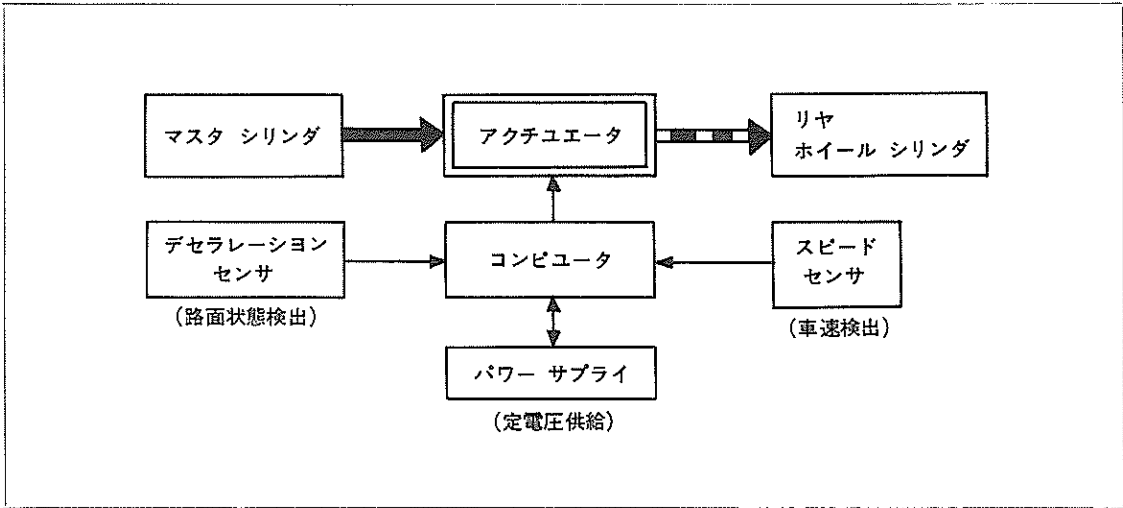 マスタ シリンダ
アクチユエータ
リヤ
ホイール シリンダ
デセラレーシヨン
センサ
(路面状態検出)
コンピユータ
スピード
センサ
(車速検出)
パワー サプライ
(定電圧供給)